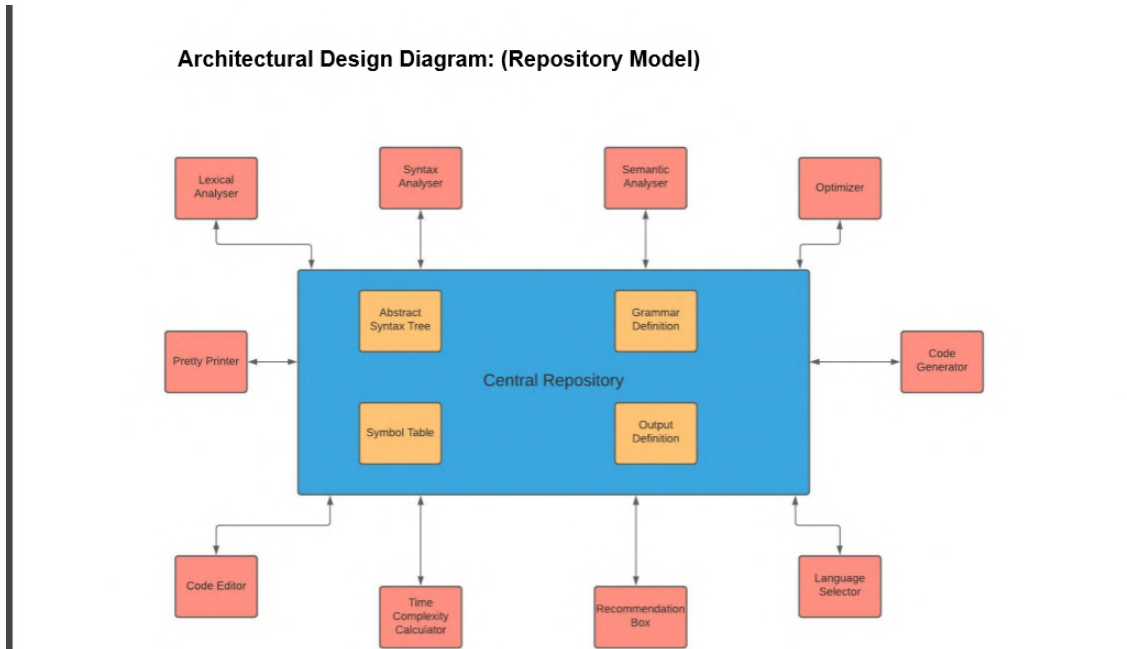 Architectural Design Diagram: (Repository Model)
Lexical
Analyser
Syntax
Analyser
Semantic
Analyser
Optimizer
Abstract
Syntax Tree
Grammar
Definition
Pretty Printer
Central Repository
Code
Generator
Symbol Table
Output
Definition
Code Editor
Time
Complexity
Calculator
Recommendation
Box
Language
Selector